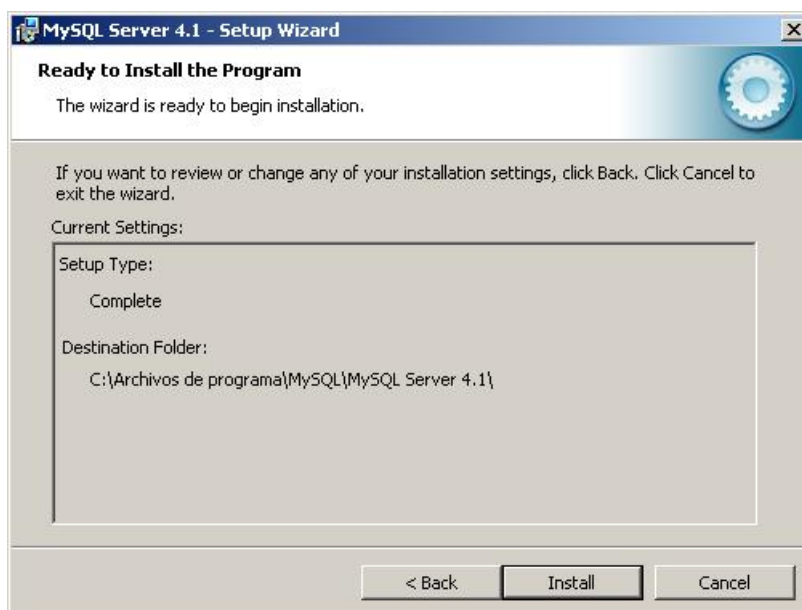 MySQL Server 4.1 - Setup Wizard
Ready to Install the Program
The wizard is ready to begin installation.
If you want to review or change any of your installation settings, click Back. Click Cancel to
exit the wizard.
Current Settings:
Setup Type:
Complete
Destination Folder:
C:\Archivos de programa\MySQL\MySQL Server 4.1\
< Back Install Cancel